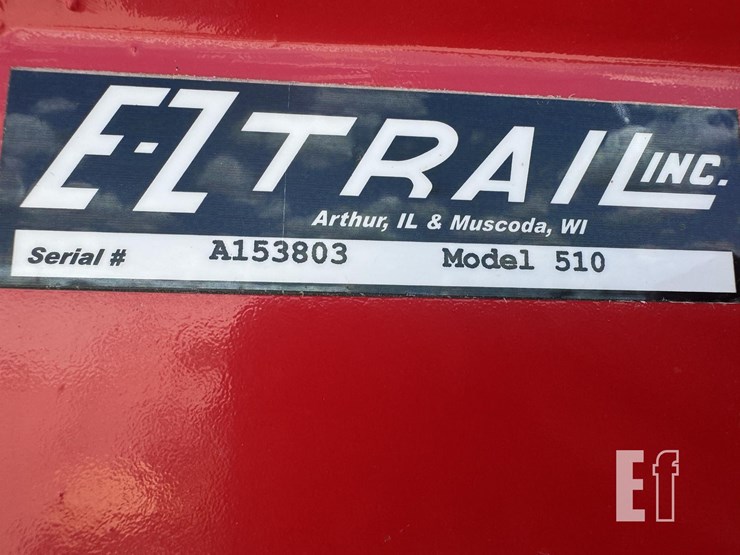 E-Z TRAIL INC.
Arthur, IL & Muscoda, WI
Serial # A153803 Model 510
Ef